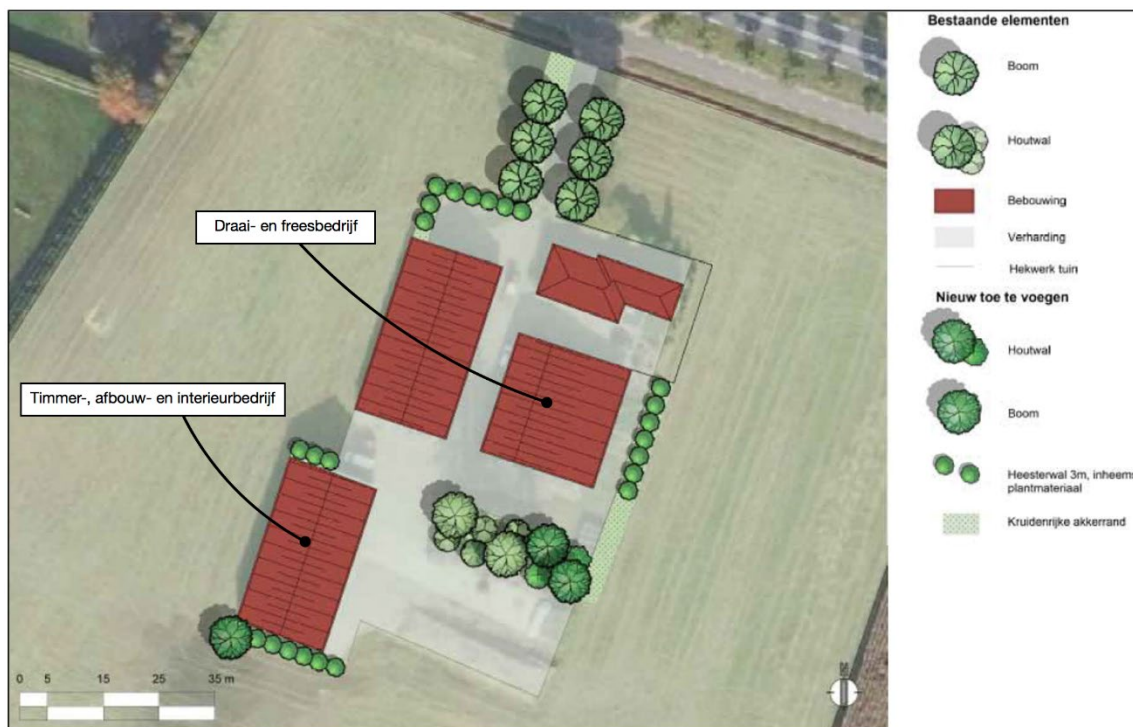 Draai- en freesbedrijf
Timmer-, afbouw- en interieurbedrijf
0 5 15 25 35 m
Bestaande elementen
Boom
Houtwal
Bebouwing
Verharding
Hekwerk tuin
Nieuw toe te voegen
Houtwal
Boom
Heesterwal 3m, inheems
plantmateriaal
Kruidenrijke akkerrand